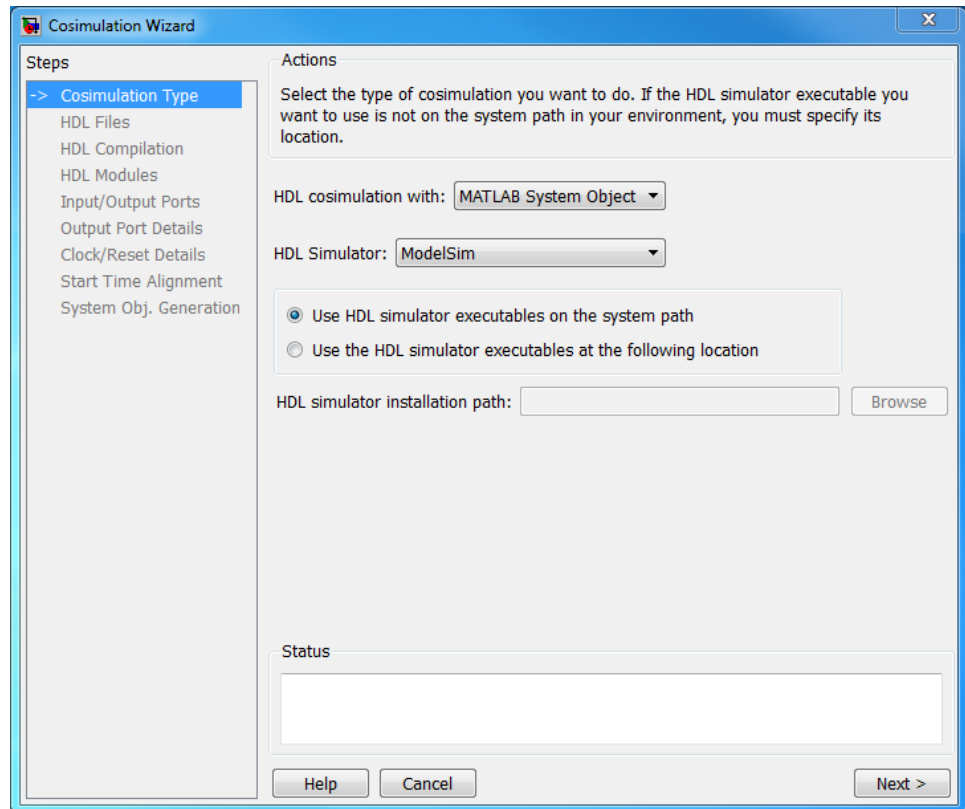 Cosimulation Wizard
X
Steps
-> Cosimulation Type
HDL Files
HDL Compilation
HDL Modules
Input/Output Ports
Output Port Details
Clock/Reset Details
Start Time Alignment
System Obj. Generation
Actions
Select the type of cosimulation you want to do. If the HDL simulator executable you
want to use is not on the system path in your environment, you must specify its
location.
HDL cosimulation with: MATLAB System Object
HDL Simulator: ModelSim
Use HDL simulator executables on the system path
Use the HDL simulator executables at the following location
HDL simulator installation path: Browse
Status
Help Cancel Next >